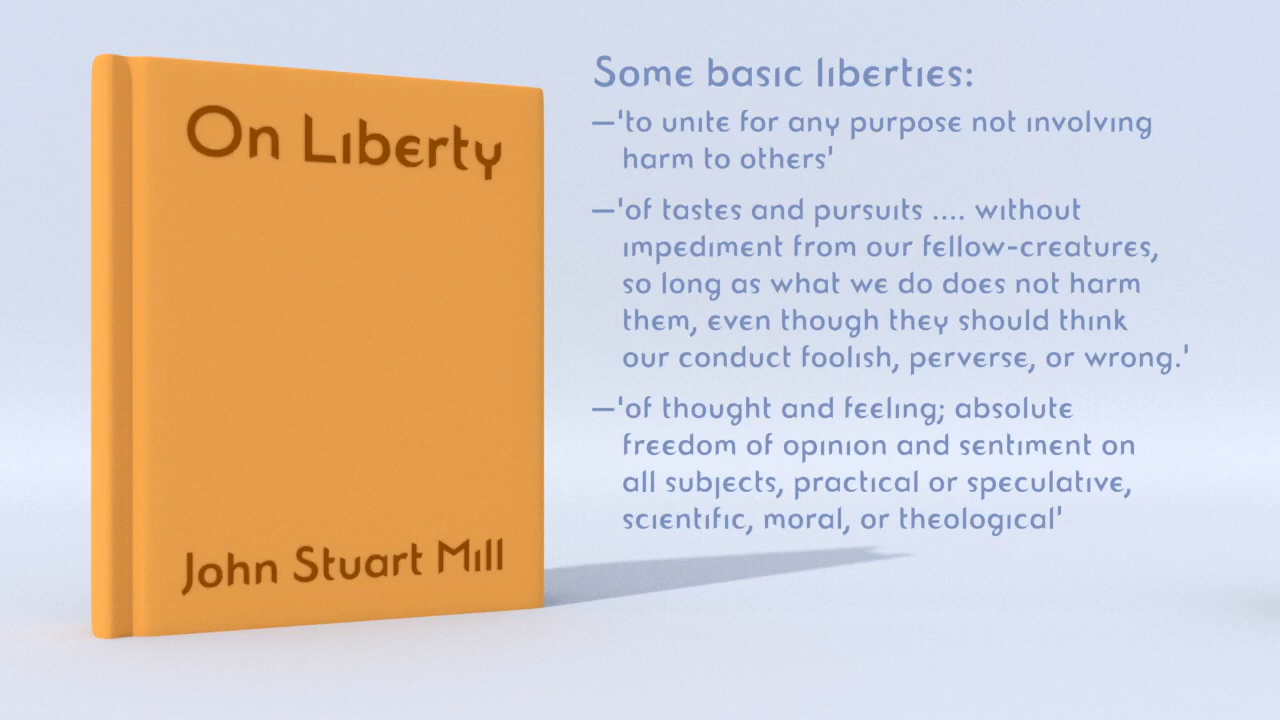 On Liberty
John Stuart Mill
Some basic liberties:
–'to unite for any purpose not involving
harm to others'
–'of tastes and pursuits .... without
impediment from our fellow-creatures,
so long as what we do does not harm
them, even though they should think
our conduct foolish, perverse, or wrong.'
–'of thought and feeling; absolute
freedom of opinion and sentiment on
all subjects, practical or speculative,
scientific, moral, or theological'